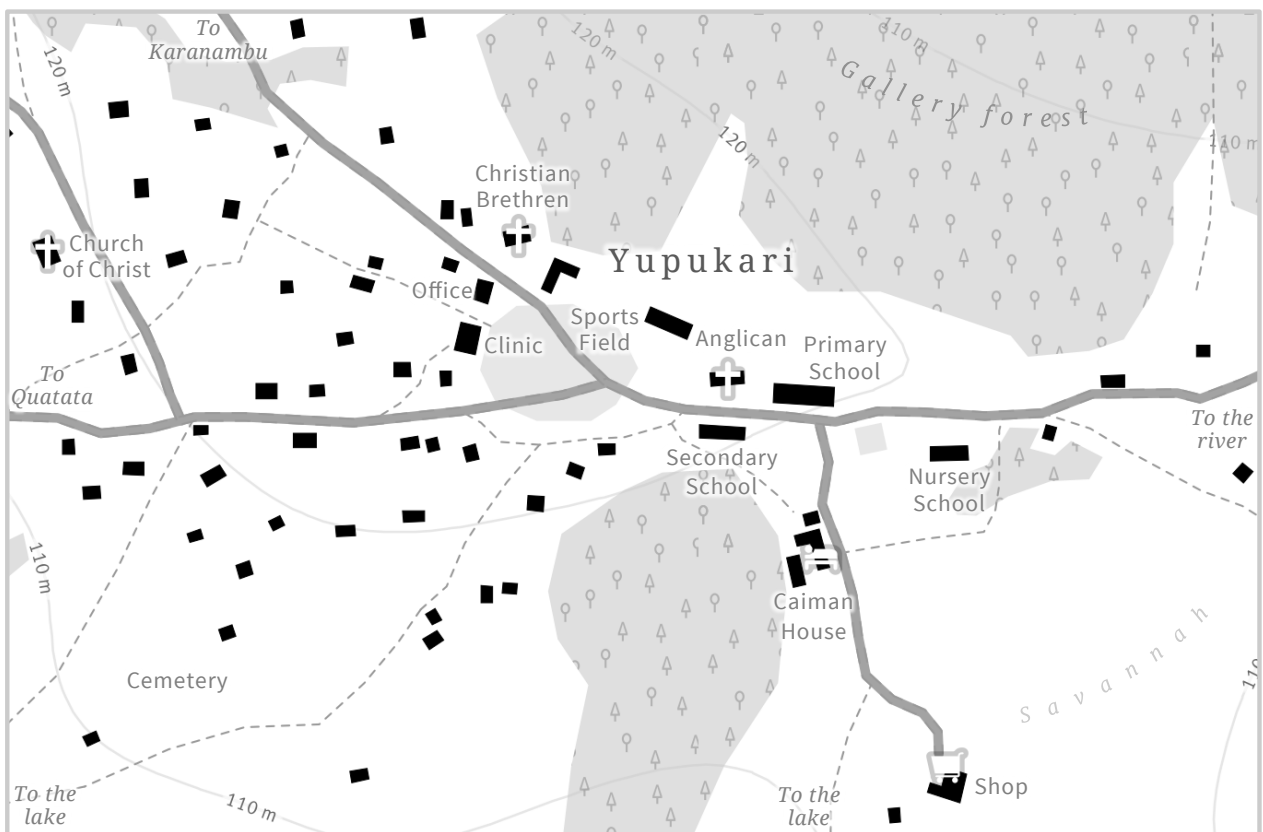 To
Karanambu
120 m
110 m
120 m
Gallery forest
120 m
110 m
Christian
Brethren
Church
of Christ
Yupukari
Office
Sports
Field
Clinic
Anglican
Primary
School
To
Quatata
To the
river
Secondary
School
Nursery
School
110 m
Caiman
House
Savannah
110
Cemetery
To the
lake
110 m
To the
lake
Shop